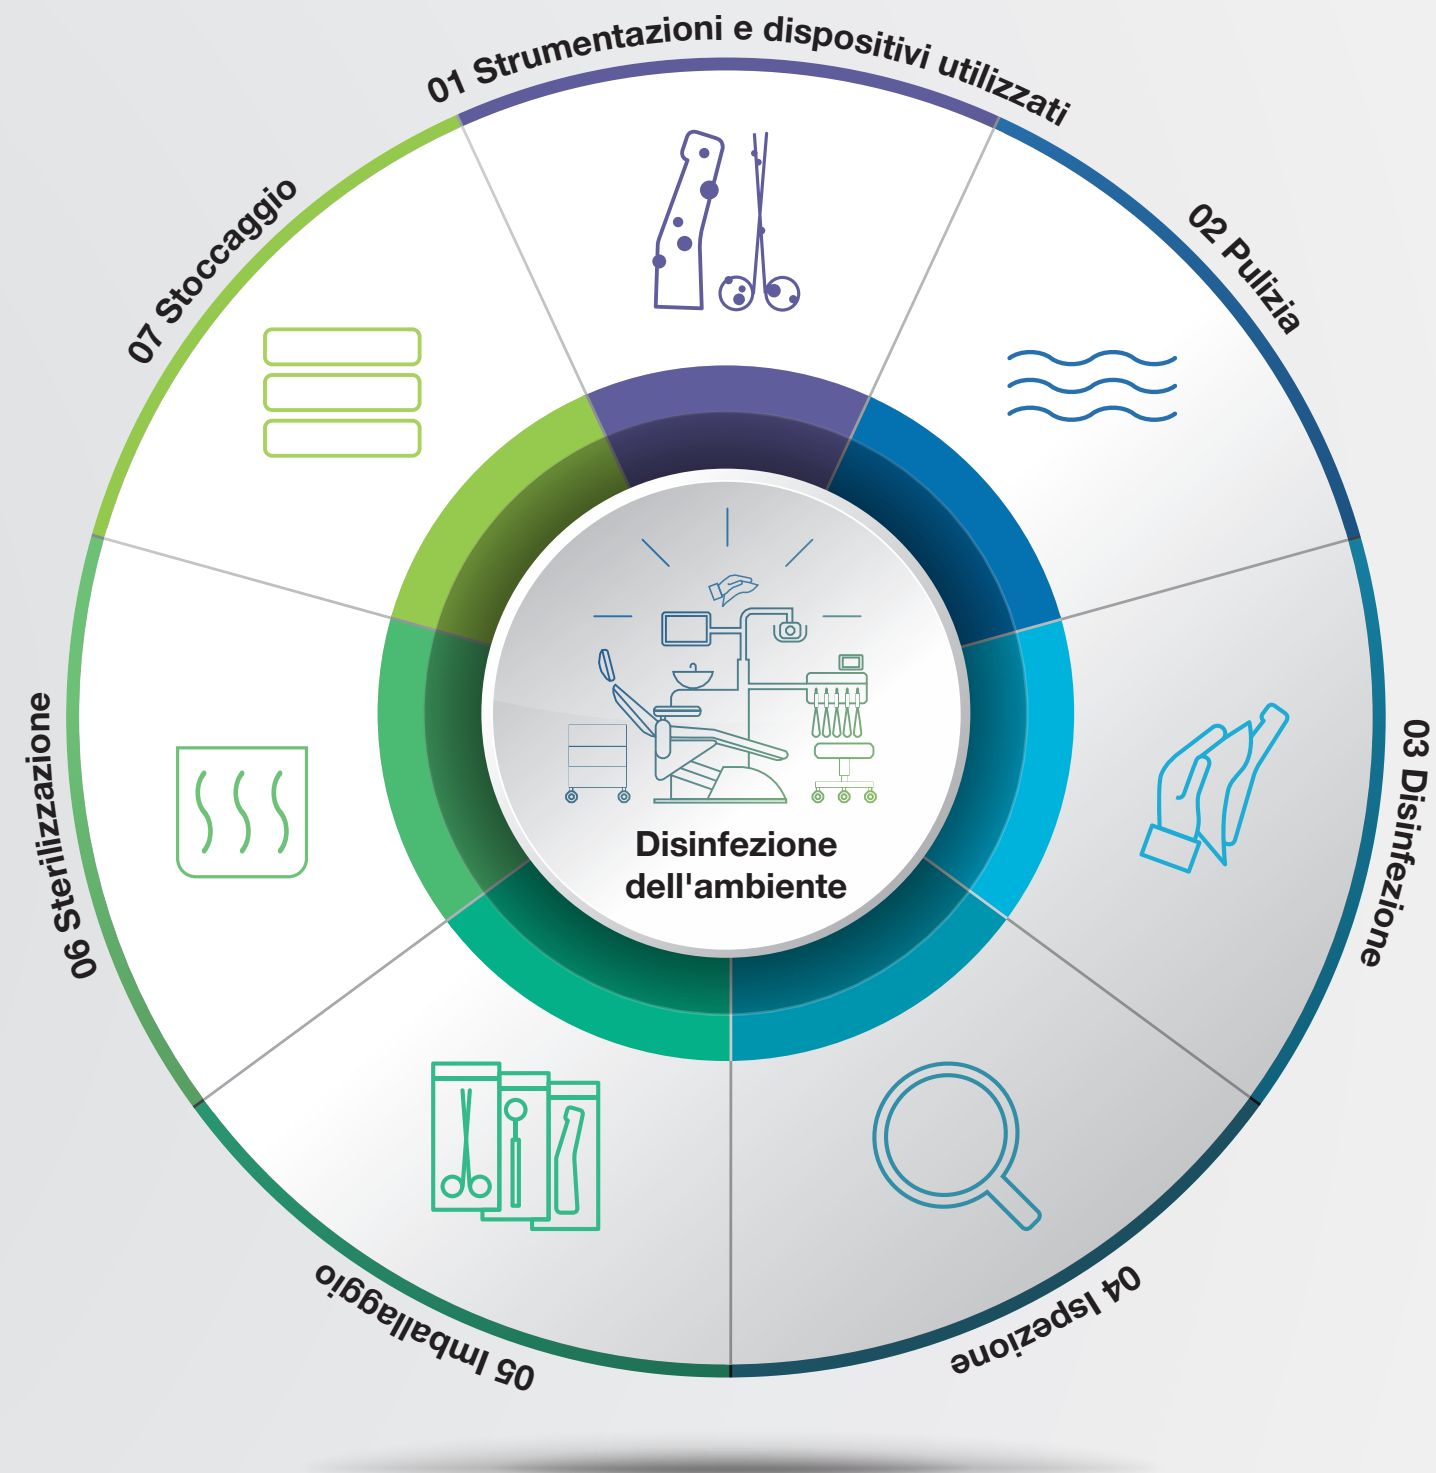 01 Strumentazioni e dispositivi utilizzati
02 Pulizia
03 Disinfezione
04 Ispezione
05 Imballaggio
06 Sterilizzazione
07 Stoccaggio
Disinfezione
dell'ambiente